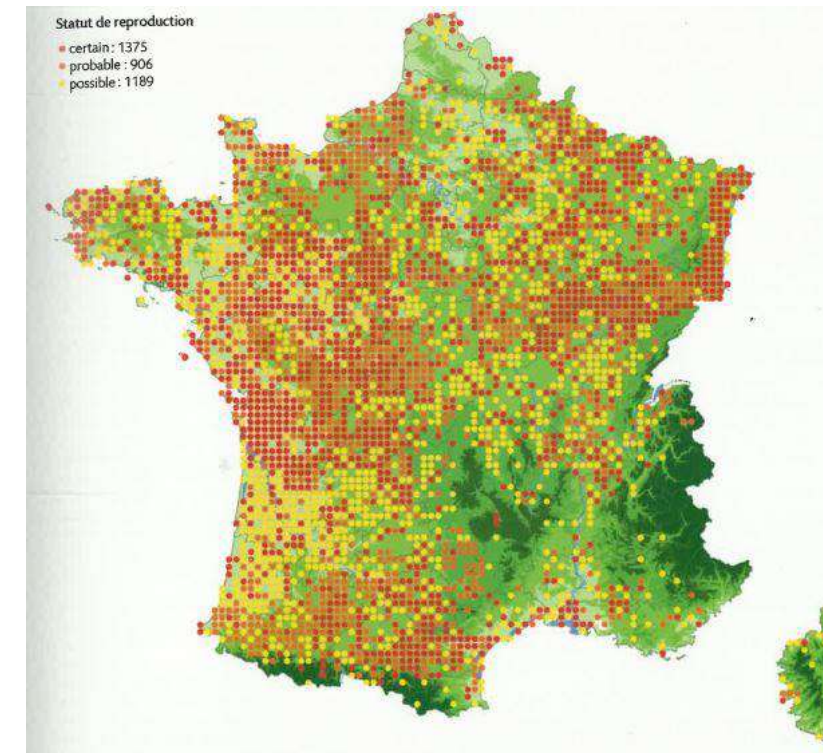 Statut de reproduction
certain : 1375
probable : 906
possible : 1189